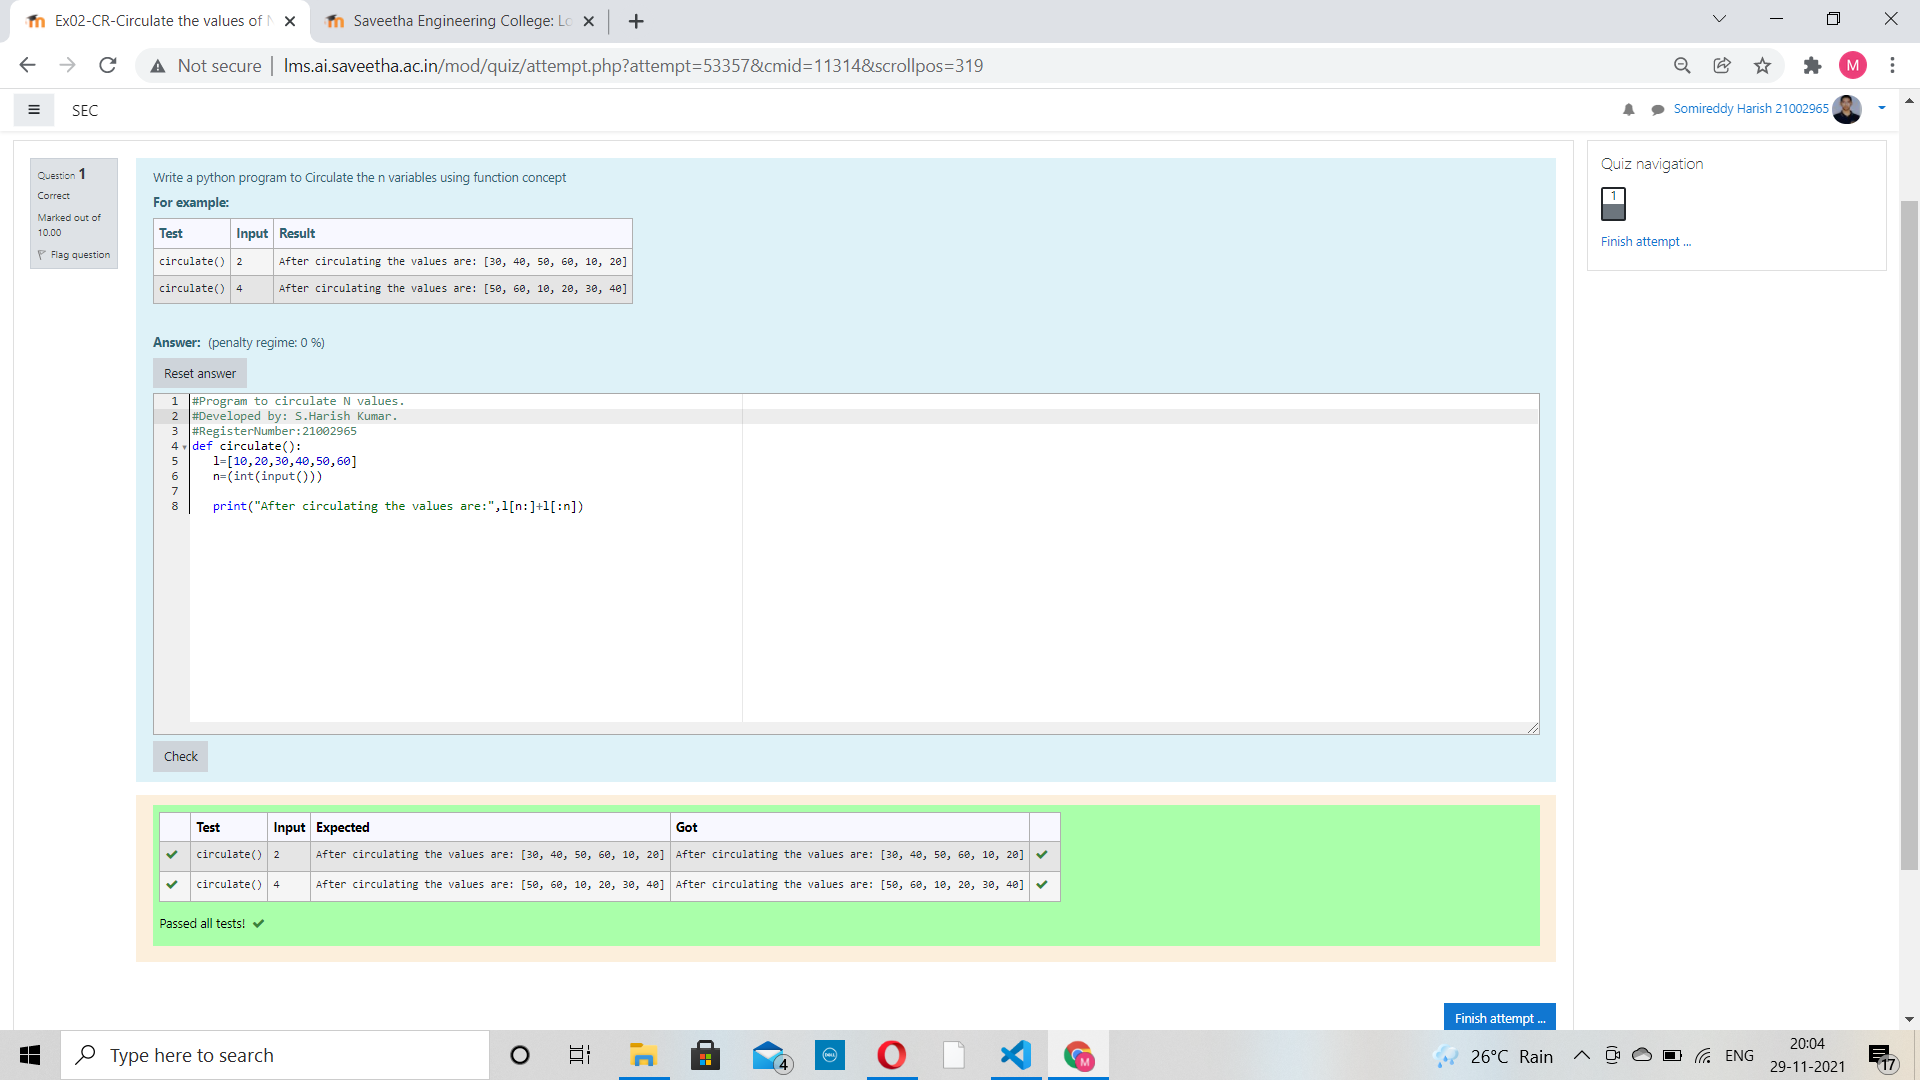 Ex02-CR-Circulate the values of N
Saveetha Engineering College: Lo
Not secure
lms.ai.saveetha.ac.in/mod/quiz/attempt.php?attempt=53357&cmid=11314&scrollpos=319
M
SEC
Somireddy Harish 21002965
Question 1
Correct
Marked out of
10.00
Flag question
Write a python program to Circulate the n variables using function concept
For example:
Test Input Result
circulate() 2 After circulating the values are: [30, 40, 50, 60, 10, 20]
circulate() 4 After circulating the values are: [50, 60, 10, 20, 30, 40]
Answer: (penalty regime: 0 %)
Reset answer
1 #Program to circulate N values.
2 #Developed by: S.Harish Kumar.
3 #RegisterNumber:21002965
4 def circulate():
5 l=[10,20,30,40,50,60]
6 n=(int(input()))
7
8 print("After circulating the values are:",l[n:]+l[:n])
Check
Test Input Expected Got
circulate() 2 After circulating the values are: [30, 40, 50, 60, 10, 20] After circulating the values are: [30, 40, 50, 60, 10, 20]
circulate() 4 After circulating the values are: [50, 60, 10, 20, 30, 40] After circulating the values are: [50, 60, 10, 20, 30, 40]
Passed all tests!
Finish attempt ...
Quiz navigation
1
Finish attempt ...
Type here to search
4
DELL
M
26°C Rain
ENG
20:04
29-11-2021
17